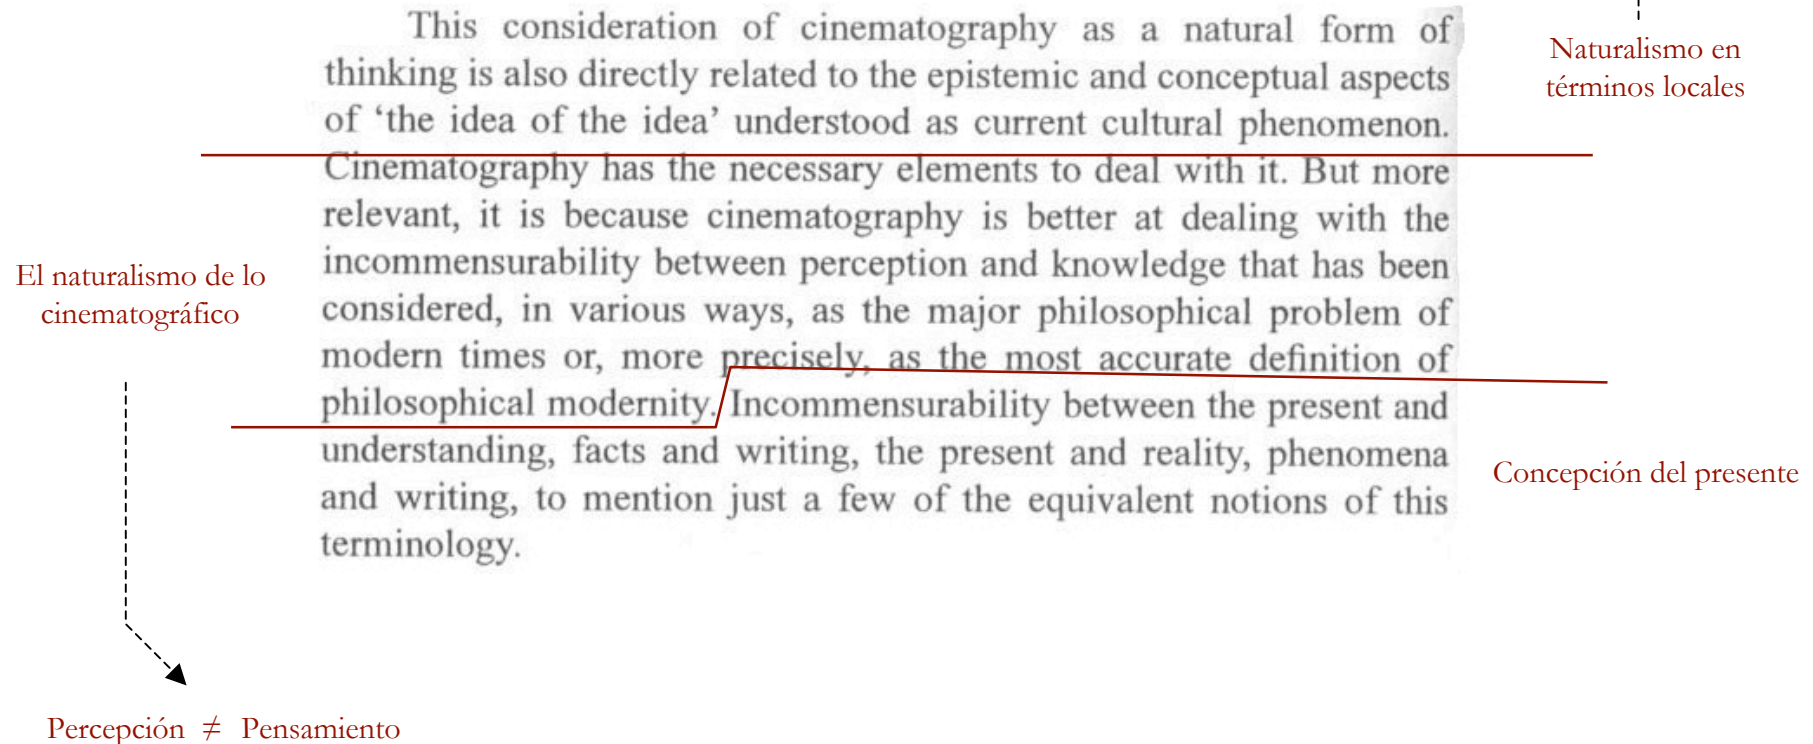 This consideration of cinematography as a natural form of
thinking is also directly related to the epistemic and conceptual aspects
of ‘the idea of the idea’ understood as current cultural phenomenon.
Cinematography has the necessary elements to deal with it. But more
relevant, it is because cinematography is better at dealing with the
incommensurability between perception and knowledge that has been
considered, in various ways, as the major philosophical problem of
modern times or, more precisely, as the most accurate definition of
philosophical modernity. Incommensurability between the present and
understanding, facts and writing, the present and reality, phenomena
and writing, to mention just a few of the equivalent notions of this
terminology.
Naturalismo en
términos locales
El naturalismo de lo
cinematográfico
Concepción del presente
Percepción ≠ Pensamiento